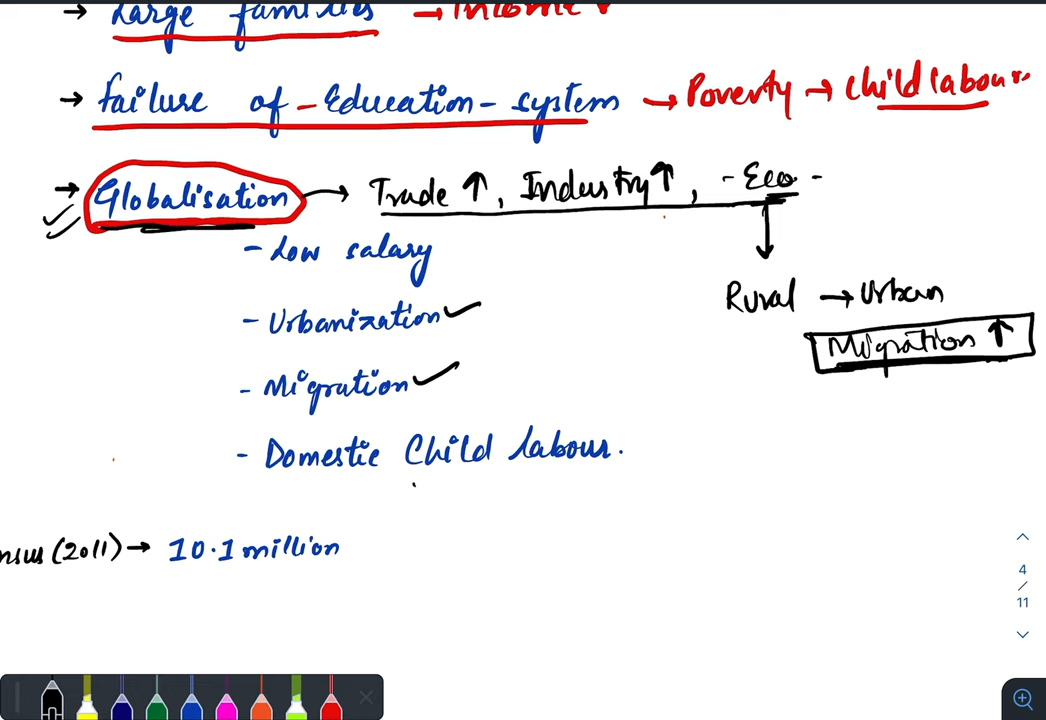 → Large families → Income
→ failure of - Education - system → Poverty → Child labour.
→ Globalisation → Trade ↑, Industry ↑, - Eco -
- Low salary
Rural → Urban
- Urbanization ✓
Migration ↑
- Migration ✓
- Domestic Child labour.
nsus (2011) → 10.1 million
4
/
11